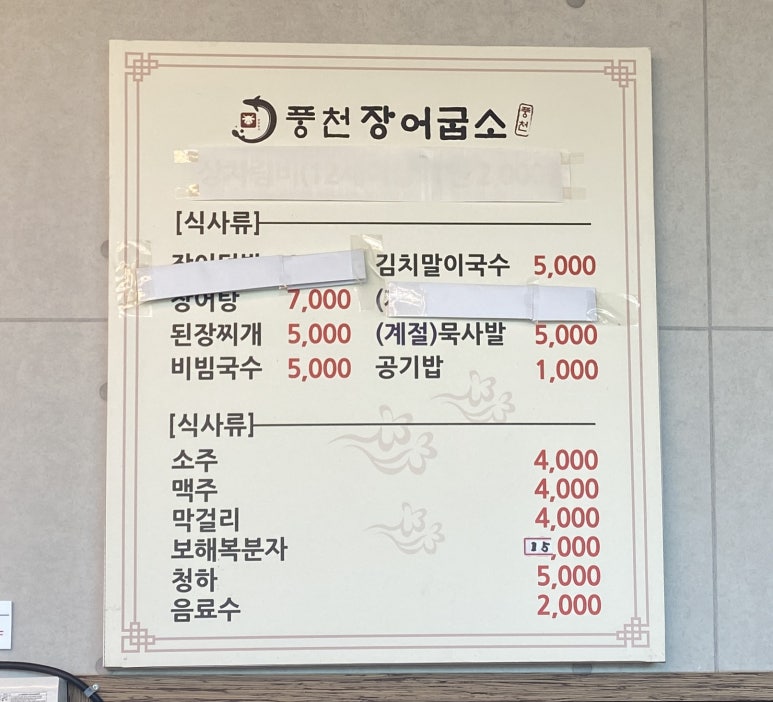 풍천장어굽소 풍천
[식사류]
김치말이국수 5,000
장어탕 7,000
된장찌개 5,000 (계절)묵사발 5,000
비빔국수 5,000 공기밥 1,000
[식사류]
소주 4,000
맥주 4,000
막걸리 4,000
보해복분자 15,000
청하 5,000
음료수 2,000